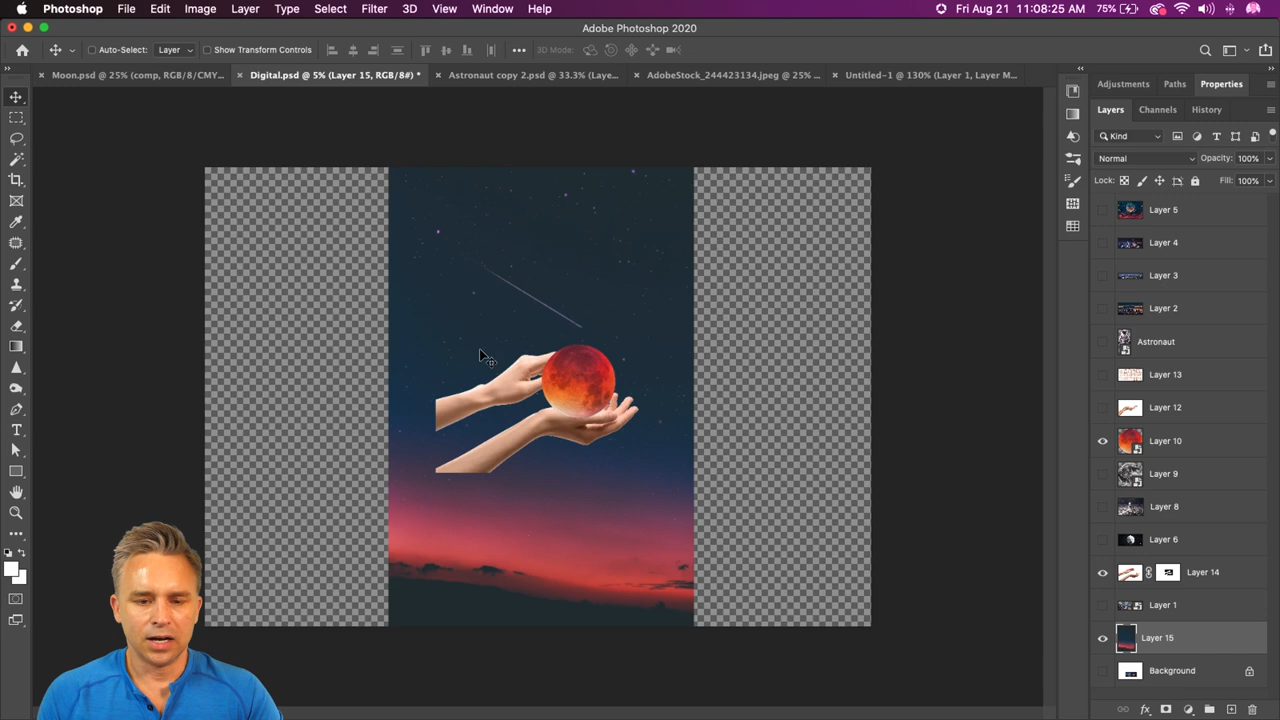 Photoshop File Edit Image Layer Type Select Filter 3D View Window Help Fri Aug 21 11:08:25 AM 75%
Adobe Photoshop 2020
Auto-Select: Layer Show Transform Controls 3D Mode:
Moon.psd @ 25% (comp, RGB/8/CMY... Digital.psd @ 5% (Layer 15, RGB/8#) * Astronaut copy 2.psd @ 33.3% (Laye... AdobeStock_244423134.jpeg @ 25% ... Untitled-1 @ 130% (Layer 1, Layer M...
Adjustments Paths Properties
Layers Channels History
Kind
Normal Opacity: 100%
Lock: Fill: 100%
Layer 5
Layer 4
Layer 3
Layer 2
Astronaut
Layer 13
Layer 12
Layer 10
Layer 9
Layer 8
Layer 6
Layer 14
Layer 1
Layer 15
Background